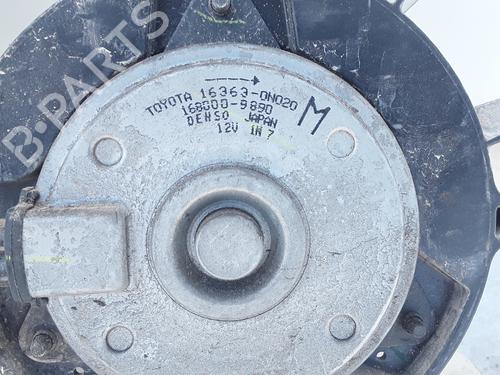 B-PARTS
TOYOTA 16363-0N020
168000-9890
DENSO JAPAN
12V 1N7
M